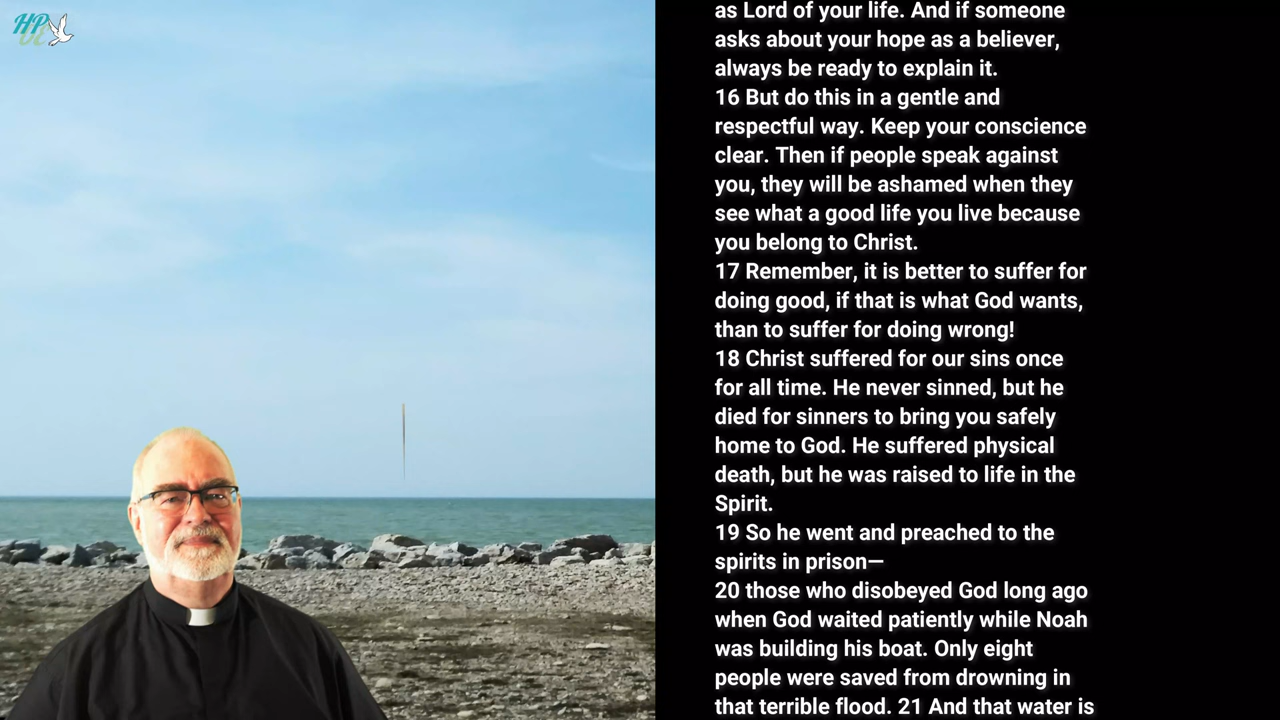 HP
as Lord of your life. And if someone
asks about your hope as a believer,
always be ready to explain it.
16 But do this in a gentle and
respectful way. Keep your conscience
clear. Then if people speak against
you, they will be ashamed when they
see what a good life you live because
you belong to Christ.
17 Remember, it is better to suffer for
doing good, if that is what God wants,
than to suffer for doing wrong!
18 Christ suffered for our sins once
for all time. He never sinned, but he
died for sinners to bring you safely
home to God. He suffered physical
death, but he was raised to life in the
Spirit.
19 So he went and preached to the
spirits in prison—
20 those who disobeyed God long ago
when God waited patiently while Noah
was building his boat. Only eight
people were saved from drowning in
that terrible flood. 21 And that water is